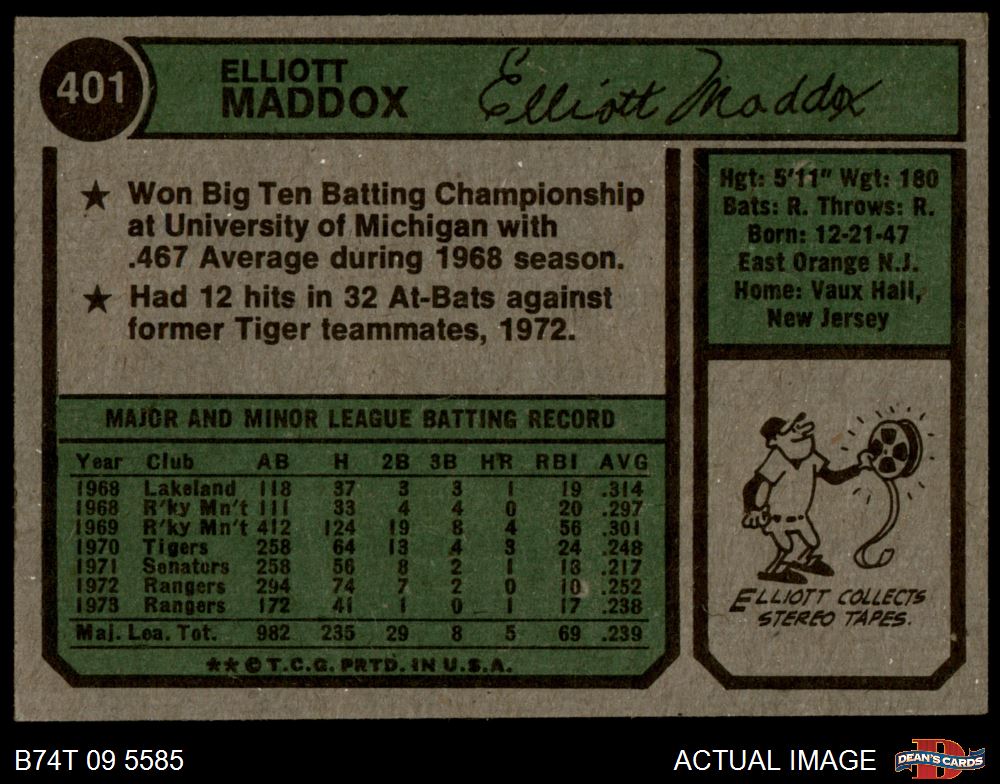 401
ELLIOTT
MADDOX
Elliott Maddox
★ Won Big Ten Batting Championship
at University of Michigan with
.467 Average during 1968 season.
★ Had 12 hits in 32 At-Bats against
former Tiger teammates, 1972.
Hgt: 5'11" Wgt: 180
Bats: R. Throws: R.
Born: 12-21-47
East Orange N.J.
Home: Vaux Hall,
New Jersey
MAJOR AND MINOR LEAGUE BATTING RECORD
Year Club AB H 2B 3B HR RBI AVG
1968 Lakeland 118 37 3 3 1 19 .314
1968 R'ky Mn't 111 33 4 4 0 20 .297
1969 R'ky Mn't 412 124 19 8 4 56 .301
1970 Tigers 258 64 13 4 3 24 .248
1971 Senators 258 56 8 2 1 18 .217
1972 Rangers 294 74 7 2 0 10 .252
1973 Rangers 172 41 1 0 1 17 .238
Maj. Lea. Tot. 982 235 29 8 5 69 .239
★★ © T.C.G. PRTD. IN U.S.A.
ELLIOTT COLLECTS
STEREO TAPES.
B74T 09 5585
ACTUAL IMAGE
D
DEAN'S CARDS